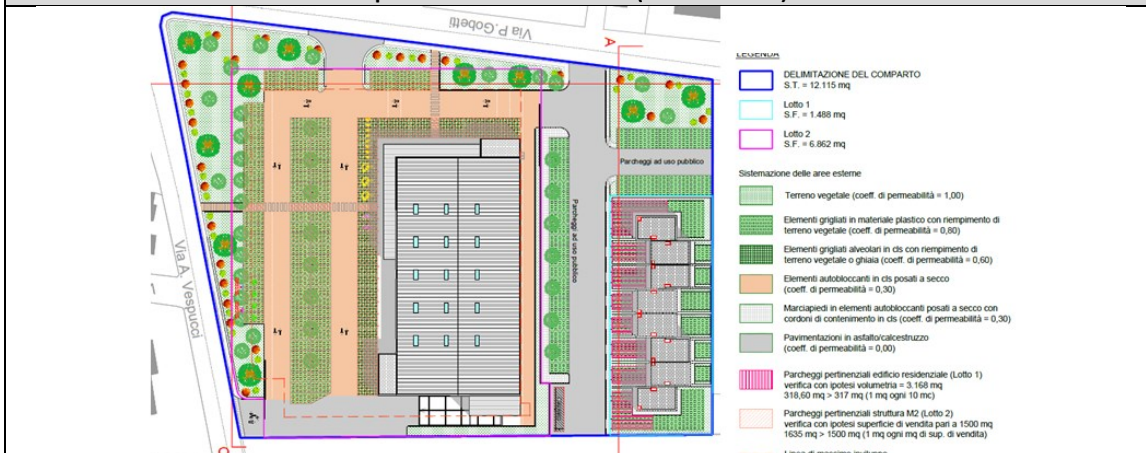 Via P.Gobetti
A
Parcheggi ad uso pubblico
Parcheggi ad uso pubblico
Via A. Vespucci
LEGENDA
DELIMITAZIONE DEL COMPARTO
S.T. = 12.115 mq
Lotto 1
S.F. = 1.488 mq
Lotto 2
S.F. = 6.862 mq
Sistemazione delle aree esterne
Terreno vegetale (coeff. di permeabilità = 1,00)
Elementi grigliati in materiale plastico con riempimento di
terreno vegetale (coeff. di permeabilità = 0,80)
Elementi grigliati alveolari in cls con riempimento di
terreno vegetale o ghiaia (coeff. di permeabilità = 0,60)
Elementi autobloccanti in cls posati a secco
(coeff. di permeabilità = 0,30)
Marciapiedi in elementi autobloccanti posati a secco con
cordoni di contenimento in cls (coeff. di permeabilità = 0,30)
Pavimentazioni in asfalto/calcestruzzo
(coeff. di permeabilità = 0,00)
Parcheggi pertinenziali edificio residenziale (Lotto 1)
verifica con ipotesi volumetria = 3.168 mq
318,60 mq > 317 mq (1 mq ogni 10 mc)
Parcheggi pertinenziali struttura M2 (Lotto 2)
verifica con ipotesi superficie di vendita pari a 1500 mq
1635 mq > 1500 mq (1 mq ogni mq di sup. di vendita)